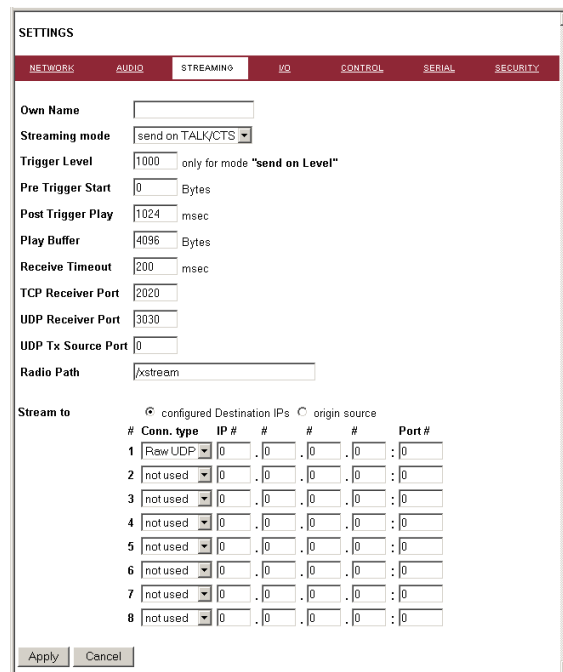 SETTINGS
NETWORK AUDIO STREAMING I/O CONTROL SERIAL SECURITY
Own Name
Streaming mode send on TALK/CTS
Trigger Level 1000 only for mode "send on Level"
Pre Trigger Start 0 Bytes
Post Trigger Play 1024 msec
Play Buffer 4096 Bytes
Receive Timeout 200 msec
TCP Receiver Port 2020
UDP Receiver Port 3030
UDP Tx Source Port 0
Radio Path /xstream
Stream to configured Destination IPs origin source
# Conn. type IP # # # # Port #
1 Raw UDP 0 . 0 . 0 . 0 : 0
2 not used 0 . 0 . 0 . 0 : 0
3 not used 0 . 0 . 0 . 0 : 0
4 not used 0 . 0 . 0 . 0 : 0
5 not used 0 . 0 . 0 . 0 : 0
6 not used 0 . 0 . 0 . 0 : 0
7 not used 0 . 0 . 0 . 0 : 0
8 not used 0 . 0 . 0 . 0 : 0
Apply Cancel